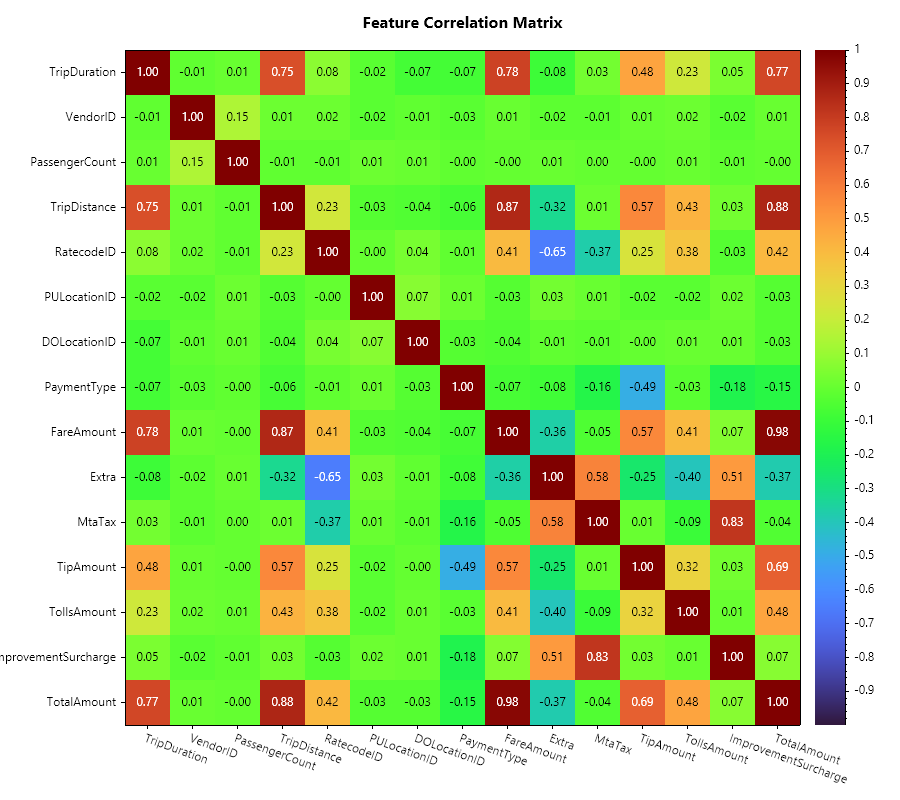 Feature Correlation Matrix
TripDuration 1.00 -0.01 0.01 0.75 0.08 -0.02 -0.07 -0.07 0.78 -0.08 0.03 0.48 0.23 0.05 0.77
VendorID -0.01 1.00 0.15 0.01 0.02 -0.02 -0.01 -0.03 0.01 -0.02 -0.01 0.01 0.02 -0.02 0.01
PassengerCount 0.01 0.15 1.00 -0.01 -0.01 0.01 0.01 -0.00 -0.00 0.01 0.00 -0.00 0.01 -0.01 -0.00
TripDistance 0.75 0.01 -0.01 1.00 0.23 -0.03 -0.04 -0.06 0.87 -0.32 0.01 0.57 0.43 0.03 0.88
RatecodeID 0.08 0.02 -0.01 0.23 1.00 -0.00 0.04 -0.01 0.41 -0.65 -0.37 0.25 0.38 -0.03 0.42
PULocationID -0.02 -0.02 0.01 -0.03 -0.00 1.00 0.07 0.01 -0.03 0.03 0.01 -0.02 -0.02 0.02 -0.03
DOLocationID -0.07 -0.01 0.01 -0.04 0.04 0.07 1.00 -0.03 -0.04 -0.01 -0.01 -0.00 0.01 0.01 -0.03
PaymentType -0.07 -0.03 -0.00 -0.06 -0.01 0.01 -0.03 1.00 -0.07 -0.08 -0.16 -0.49 -0.03 -0.18 -0.15
FareAmount 0.78 0.01 -0.00 0.87 0.41 -0.03 -0.04 -0.07 1.00 -0.36 -0.05 0.57 0.41 0.07 0.98
Extra -0.08 -0.02 0.01 -0.32 -0.65 0.03 -0.01 -0.08 -0.36 1.00 0.58 -0.25 -0.40 0.51 -0.37
MtaTax 0.03 -0.01 0.00 0.01 -0.37 0.01 -0.01 -0.16 -0.05 0.58 1.00 0.01 -0.09 0.83 -0.04
TipAmount 0.48 0.01 -0.00 0.57 0.25 -0.02 -0.00 -0.49 0.57 -0.25 0.01 1.00 0.32 0.03 0.69
TollsAmount 0.23 0.02 0.01 0.43 0.38 -0.02 0.01 -0.03 0.41 -0.40 -0.09 0.32 1.00 0.01 0.48
mprovementSurcharge 0.05 -0.02 -0.01 0.03 -0.03 0.02 0.01 -0.18 0.07 0.51 0.83 0.03 0.01 1.00 0.07
TotalAmount 0.77 0.01 -0.00 0.88 0.42 -0.03 -0.03 -0.15 0.98 -0.37 -0.04 0.69 0.48 0.07 1.00
TripDuration VendorID PassengerCount TripDistance RatecodeID PULocationID DOLocationID PaymentType FareAmount Extra MtaTax TipAmount TollsAmount ImprovementSurcharge TotalAmount
1
0.9
0.8
0.7
0.6
0.5
0.4
0.3
0.2
0.1
0
-0.1
-0.2
-0.3
-0.4
-0.5
-0.6
-0.7
-0.8
-0.9